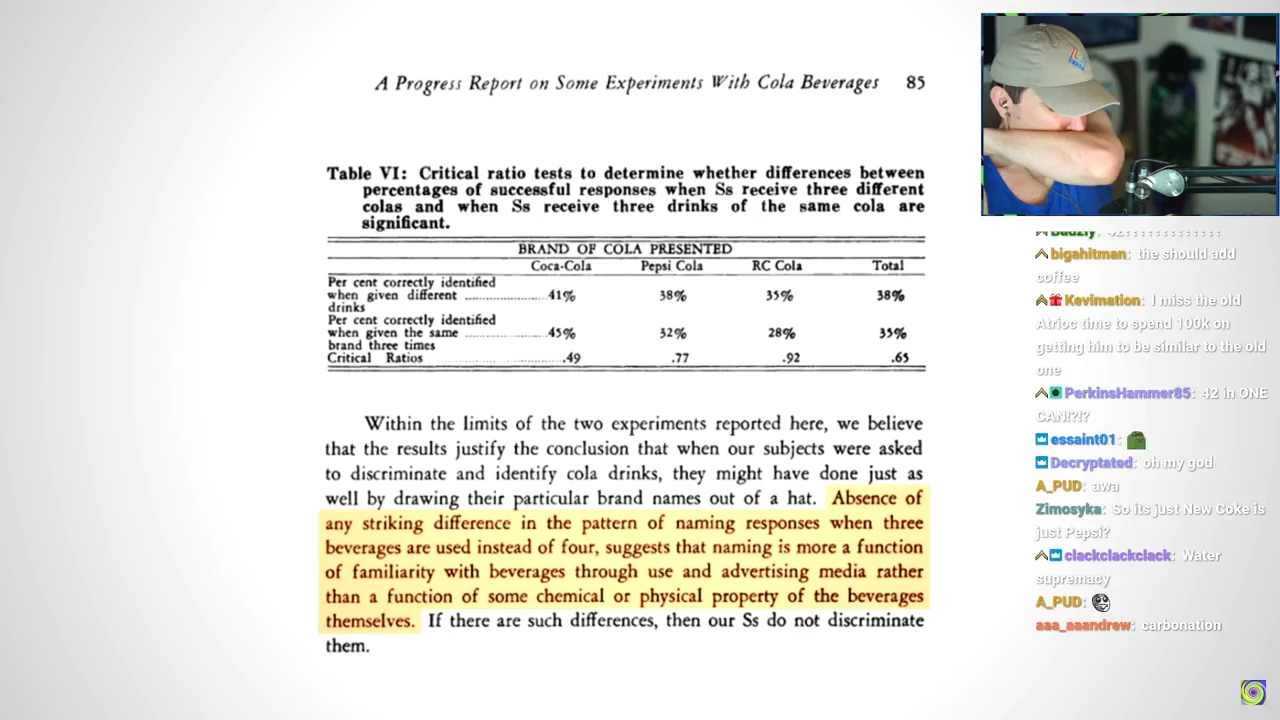 A Progress Report on Some Experiments With Cola Beverages 85
Table VI: Critical ratio tests to determine whether differences between
percentages of successful responses when Ss receive three different
colas and when Ss receive three drinks of the same cola are
significant.
BRAND OF COLA PRESENTED
Coca-Cola Pepsi Cola RC Cola Total
Per cent correctly identified
when given different ..................41% 38% 35% 38%
drinks
Per cent correctly identified
when given the same ..................45% 32% 28% 35%
brand three times
Critical Ratios ..........................49 .77 .92 .65
Within the limits of the two experiments reported here, we believe
that the results justify the conclusion that when our subjects were asked
to discriminate and identify cola drinks, they might have done just as
well by drawing their particular brand names out of a hat. Absence of
any striking difference in the pattern of naming responses when three
beverages are used instead of four, suggests that naming is more a function
of familiarity with beverages through use and advertising media rather
than a function of some chemical or physical property of the beverages
themselves. If there are such differences, then our Ss do not discriminate
them.
bigahitman: the should add
coffee
Kevimation: I miss the old
Atrioc time to spend 100k on
getting him to be similar to the old
one
PerkinsHammer85: 42 in ONE
CAN!?!?
essaint01:
Decryptated: oh my god
A_PUD: awa
Zimosyka: So its just New Coke is
just Pepsi?
clackclackclack: Water
supremacy
A_PUD:
aaa_aaandrew: carbonation